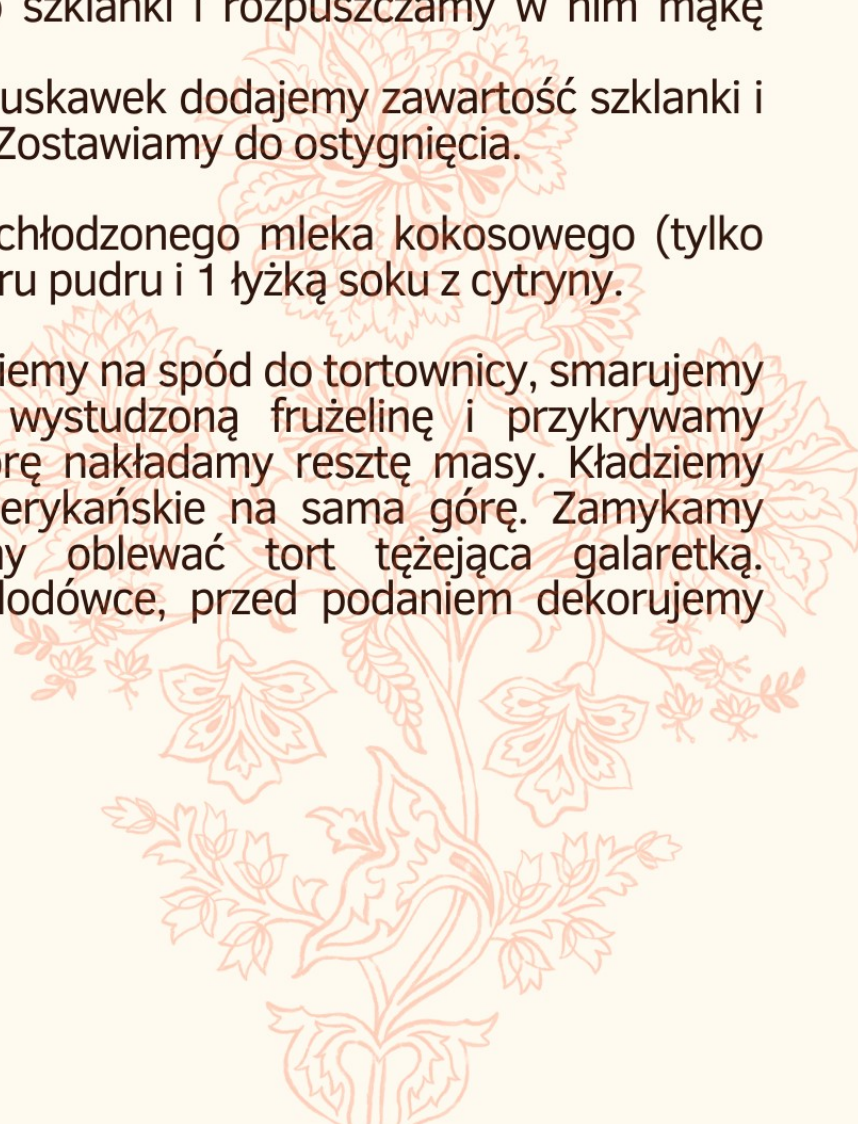 szklanki i rozpuszczamy w nim mąkę
uskawek dodajemy zawartość szklanki i
Zostawiamy do ostygnięcia.
chłodzonego mleka kokosowego (tylko
ru pudru i 1 łyżką soku z cytryny.
iemy na spód do tortownicy, smarujemy
wystudzoną frużelinę i przykrywamy
órę nakładamy resztę masy. Kładziemy
erykańskie na sama górę. Zamykamy
ny oblewać tort tężejąca galaretką.
lodówce, przed podaniem dekorujemy